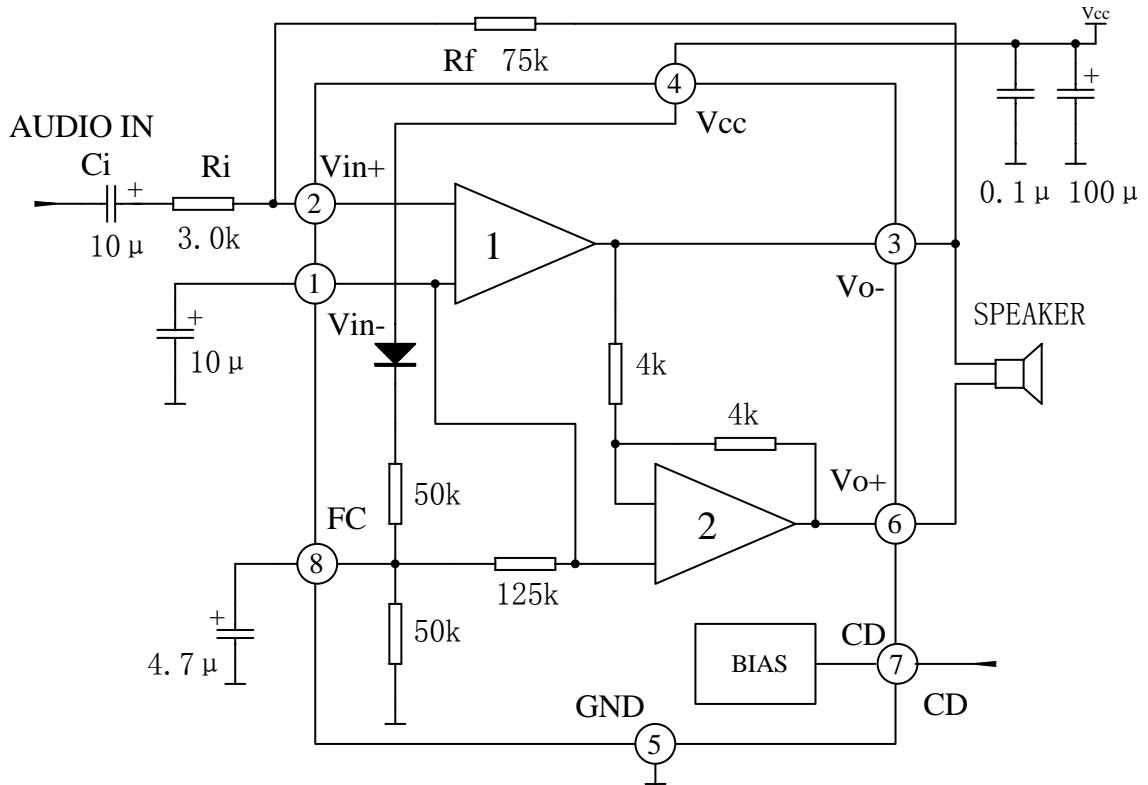 Vcc
Rf 75k
4
Vcc
AUDIO IN
Ci
+
Ri
Vin+
2
10μ
3.0k
+
0.1μ
100μ
1
3
Vo-
1
Vin-
+
10μ
SPEAKER
4k
4k
50k
Vo+
2
6
FC
8
125k
50k
+
4.7μ
BIAS
CD
7
CD
GND
5